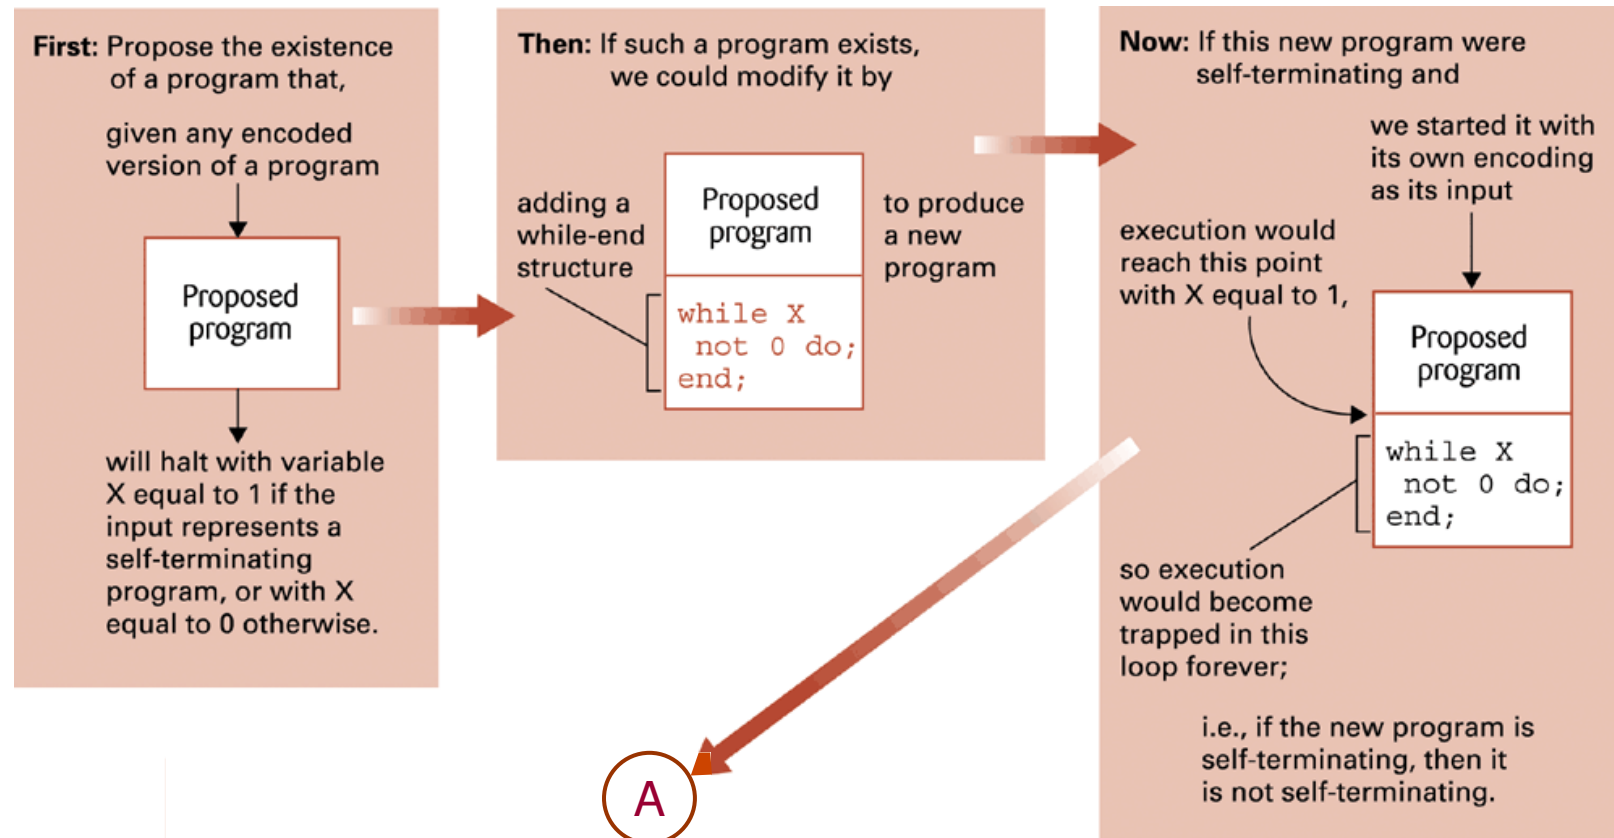 First: Propose the existence
of a program that,
given any encoded
version of a program
Proposed
program
will halt with variable
X equal to 1 if the
input represents a
self-terminating
program, or with X
equal to 0 otherwise.
Then: If such a program exists,
we could modify it by
adding a
while-end
structure
Proposed
program
while X
not 0 do;
end;
to produce
a new
program
Now: If this new program were
self-terminating and
we started it with
its own encoding
as its input
execution would
reach this point
with X equal to 1,
Proposed
program
while X
not 0 do;
end;
so execution
would become
trapped in this
loop forever;
i.e., if the new program is
self-terminating, then it
is not self-terminating.
A